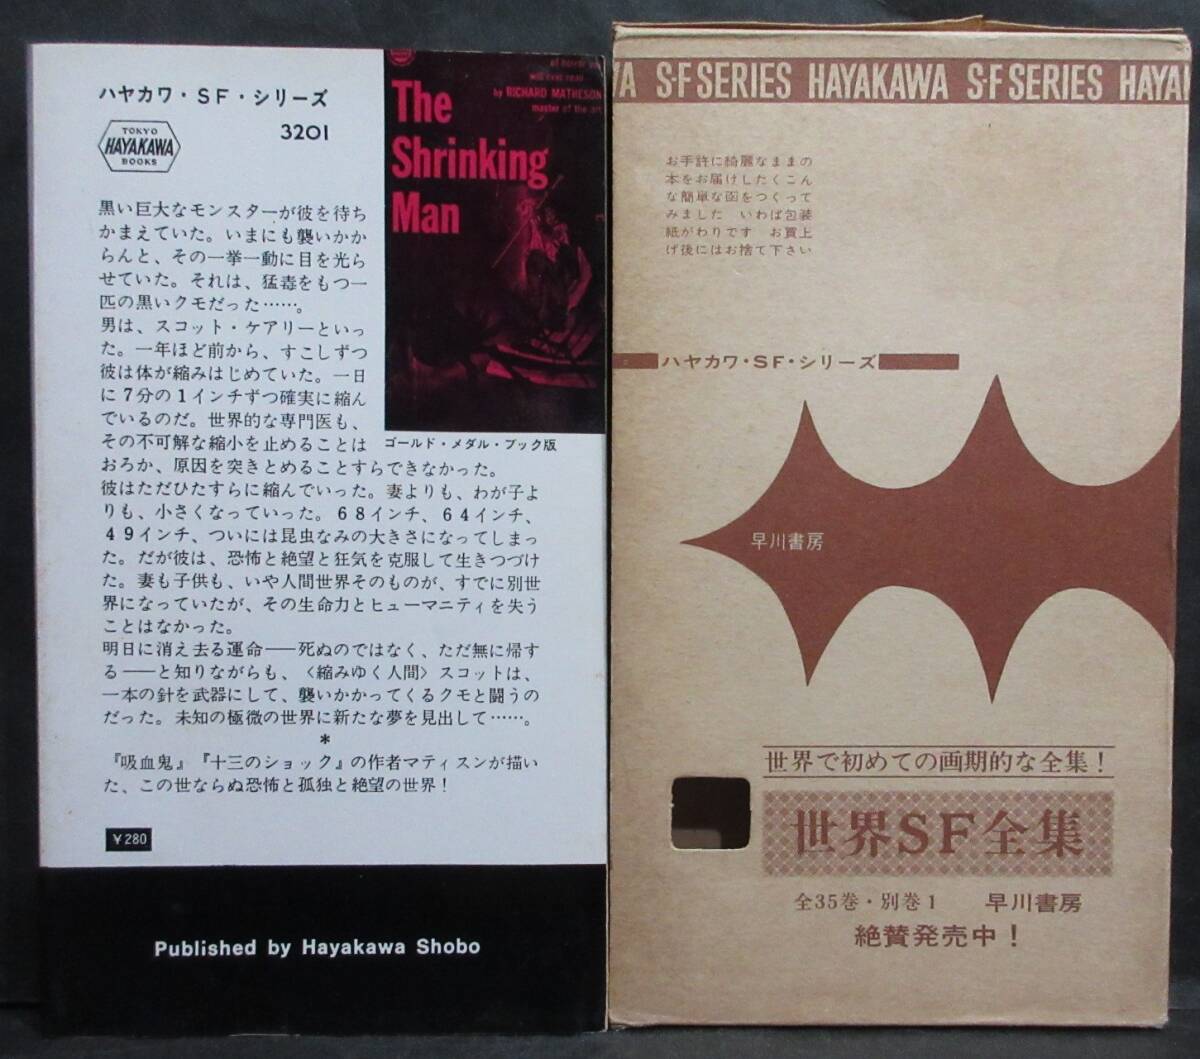 ハヤカワ・SF・シリーズ
3201
TOKYO
HAYAKAWA
BOOKS
of horror you
will ever read
by RICHARD MATHESON
master of the art
The
Shrinking
Man
ゴールド・メダル・ブック版
黒い巨大なモンスターが彼を待ち
かまえていた。いまにも襲いかか
らんと、その一挙一動に目を光ら
せていた。それは、猛毒をもつ一
匹の黒いクモだった……。
男は、スコット・ケアリーといっ
た。一年ほど前から、すこしずつ
彼は体が縮みはじめていた。一日
に7分の1インチずつ確実に縮ん
でいるのだ。世界的な専門医も、
その不可解な縮小を止めることは
おろか、原因を突きとめることすらできなかった。
彼はただひたすらに縮んでいった。妻よりも、わが子よ
りも、小さくなっていった。68インチ、64インチ、
49インチ、ついには昆虫なみの大きさになってしまっ
た。だが彼は、恐怖と絶望と狂気を克服して生きつづけ
た。妻も子供も、いや人間世界そのものが、すでに別世
界になっていたが、その生命力とヒューマニティを失う
ことはなかった。
明日に消え去る運命――死ぬのではなく、ただ無に帰す
る――と知りながらも、〈縮みゆく人間〉スコットは、
一本の針を武器にして、襲いかかってくるクモと闘うの
だった。未知の極微の世界に新たな夢を見出して……。
*
『吸血鬼』『十三のショック』の作者マティスンが描い
た、この世ならぬ恐怖と孤独と絶望の世界！
¥280
Published by Hayakawa Shobo
WA S-F SERIES HAYAKAWA S-F SERIES HAYAK
お手許に綺麗なままの
本をお届けしたくこん
な簡単な函をつくって
みました いわば包装
紙がわりです お買上
げ後にはお捨て下さい
ハヤカワ・SF・シリーズ
早川書房
世界で初めての画期的な全集！
世界SF全集
全35巻・別巻1 早川書房
絶賛発売中！